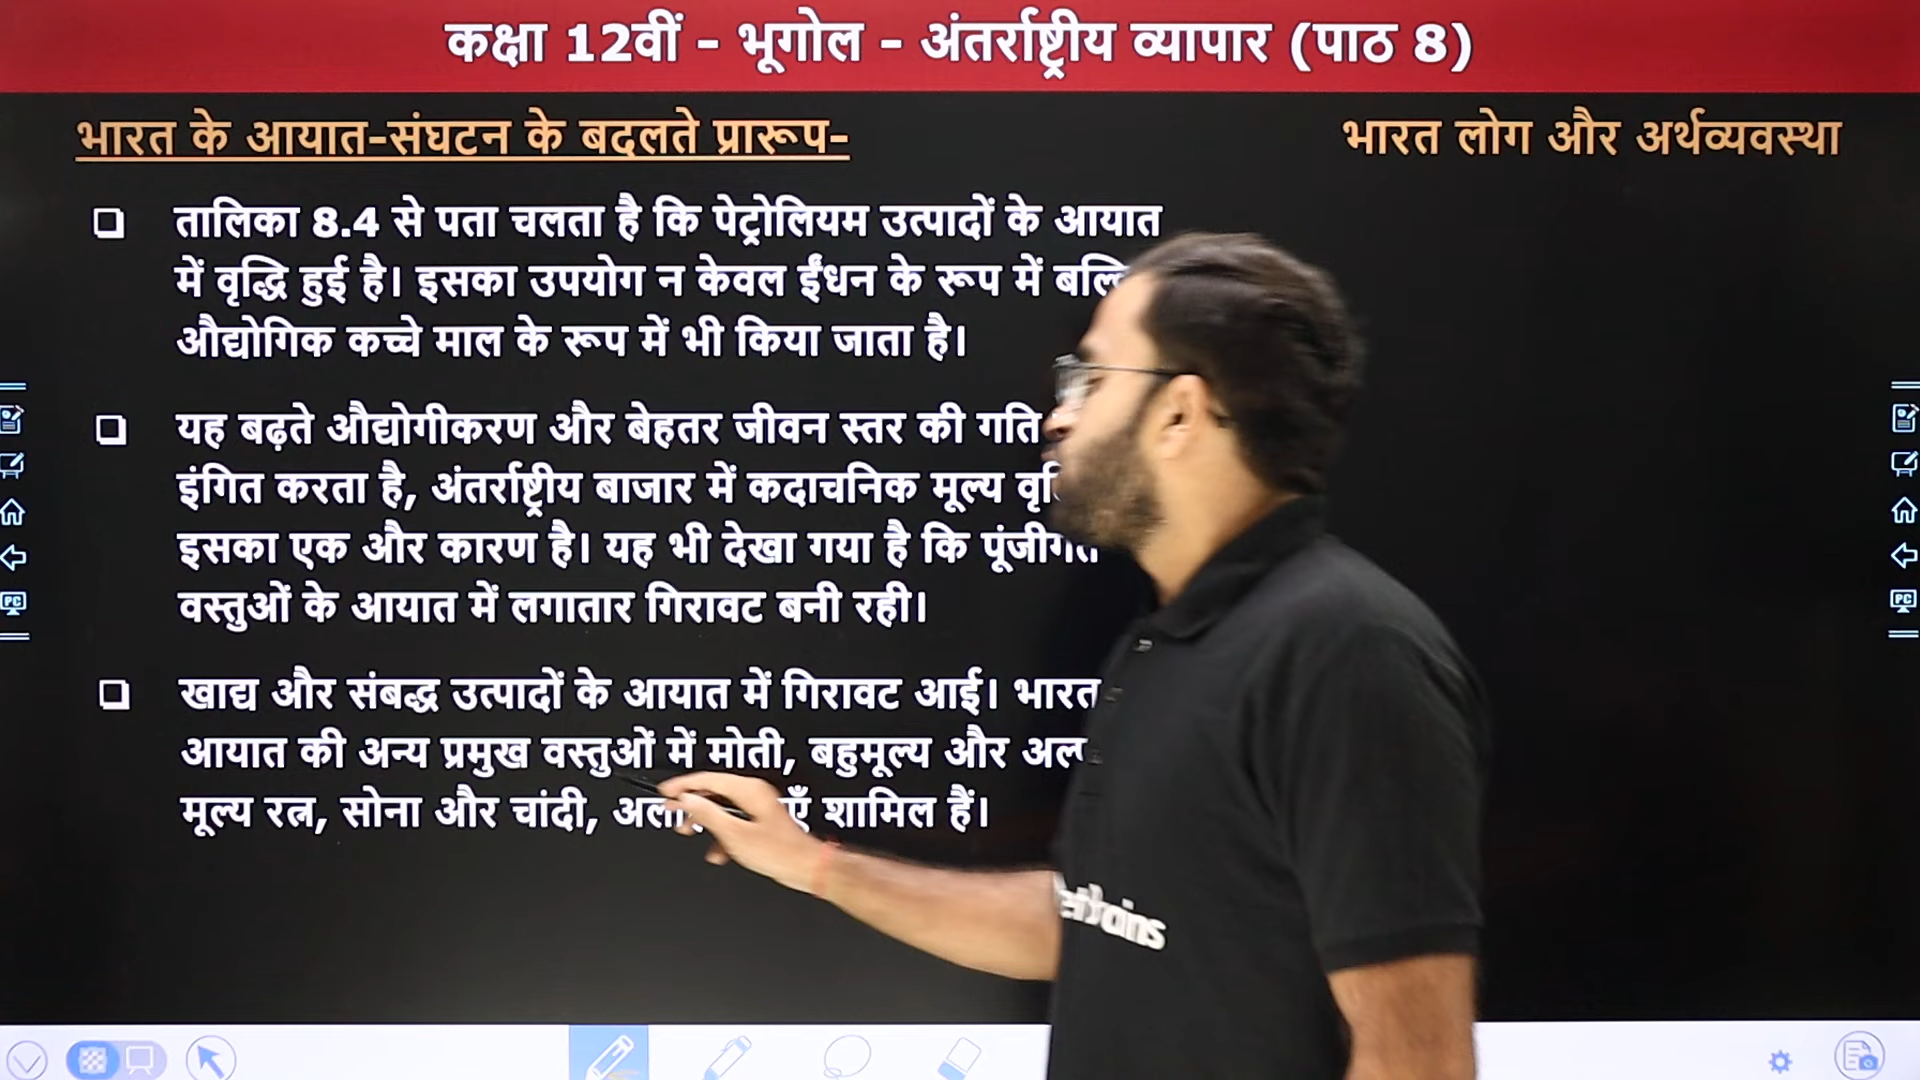 कक्षा 12वीं - भूगोल - अंतर्राष्ट्रीय व्यापार (पाठ 8)
भारत के आयात-संघटन के बदलते प्रारूप-
भारत लोग और अर्थव्यवस्था
तालिका 8.4 से पता चलता है कि पेट्रोलियम उत्पादों के आयात
में वृद्धि हुई है। इसका उपयोग न केवल ईंधन के रूप में
औद्योगिक कच्चे माल के रूप में भी किया जाता है।
यह बढ़ते औद्योगीकरण और बेहतर जीवन स्तर की गति
इंगित करता है, अंतर्राष्ट्रीय बाजार में कदाचनिक मूल्य
इसका एक और कारण है। यह भी देखा गया है कि पूंजीगत
वस्तुओं के आयात में लगातार गिरावट बनी रही।
खाद्य और संबद्ध उत्पादों के आयात में गिरावट आई। भारत
आयात की अन्य प्रमुख वस्तुओं में मोती, बहुमूल्य और
मूल्य रत्न, सोना और चांदी, शामिल हैं।
PC
PC